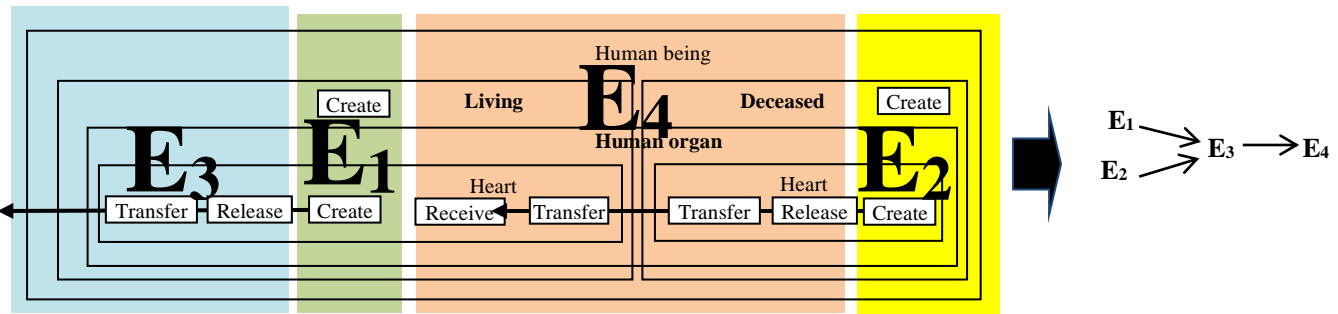 Human being
Living
Deceased
Create
Create
E4
Human organ
E3
E1
E2
Heart
Heart
Transfer
Release
Create
Receive
Transfer
Transfer
Release
Create
E1
E2
E3
E4